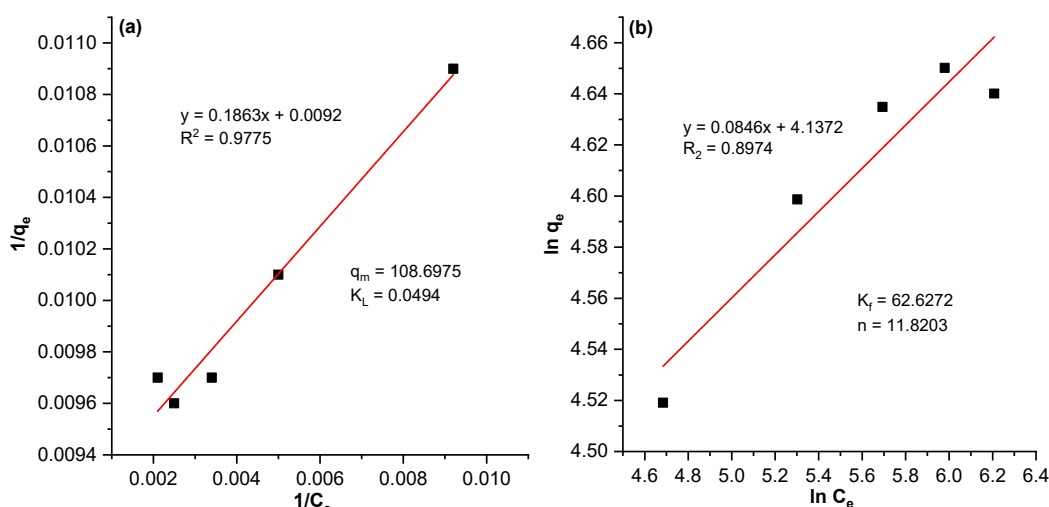 (a)
0.0110
0.0108
0.0106
0.0104
0.0102
0.0100
0.0098
0.0096
0.0094
1/qₑ
y = 0.1863x + 0.0092
R² = 0.9775
qₘ = 108.6975
K_L = 0.0494
0.002 0.004 0.006 0.008 0.010
1/Cₑ
(b)
4.66
4.64
4.62
4.60
4.58
4.56
4.54
4.52
4.50
ln qₑ
y = 0.0846x + 4.1372
R₂ = 0.8974
K_f = 62.6272
n = 11.8203
4.6 4.8 5.0 5.2 5.4 5.6 5.8 6.0 6.2 6.4
ln Cₑ